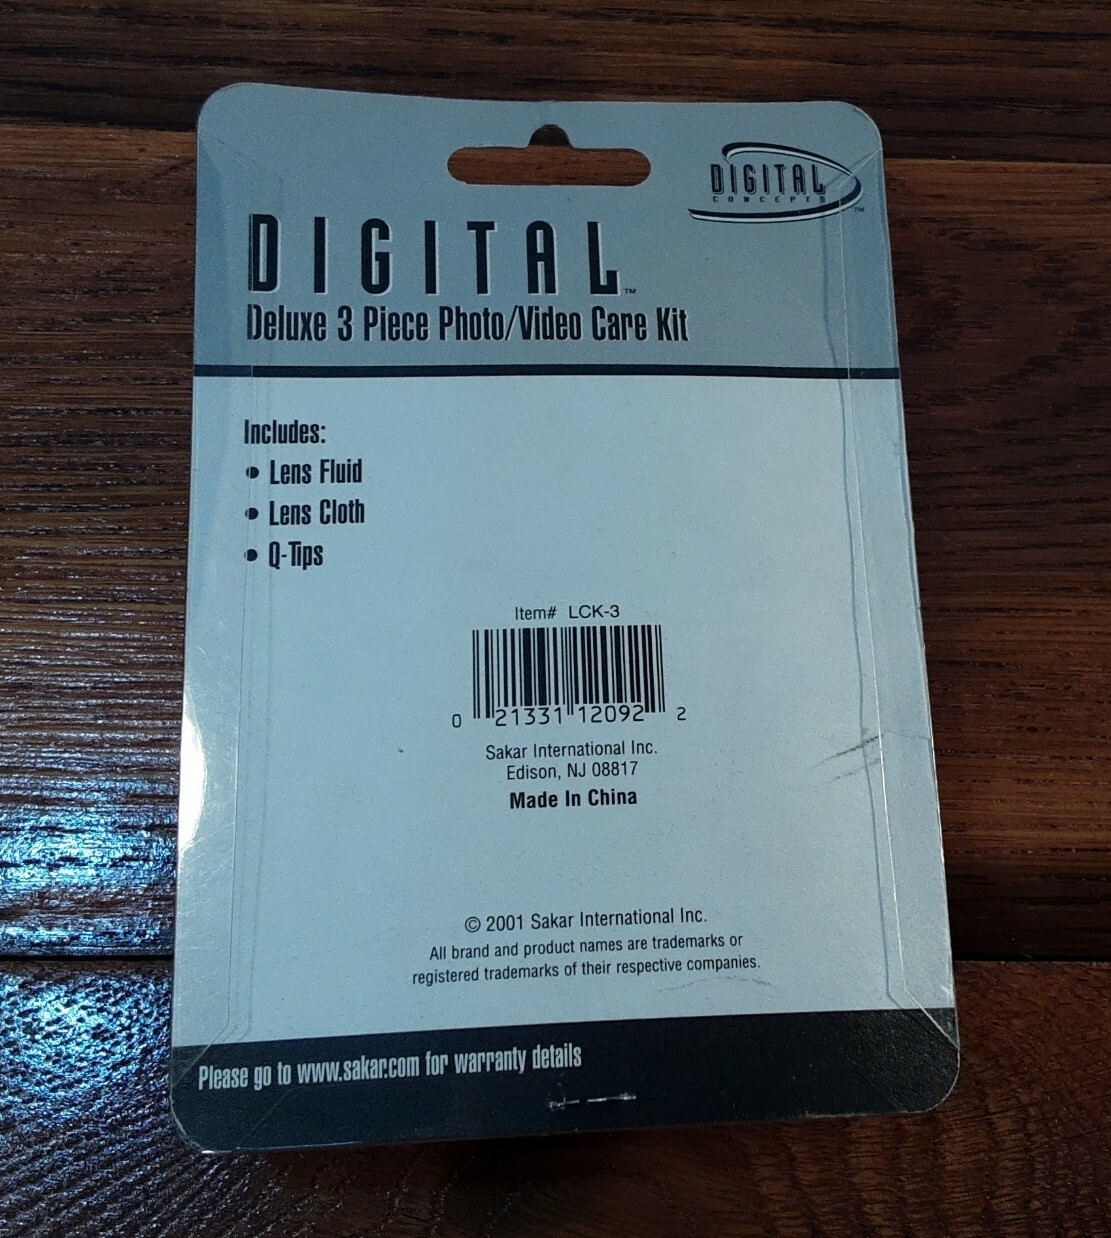 DIGITAL
CONCEPTS™
DIGITAL™
Deluxe 3 Piece Photo/Video Care Kit
Includes:
• Lens Fluid
• Lens Cloth
• Q-Tips
Item# LCK-3
0 21331 12092 2
Sakar International Inc.
Edison, NJ 08817
Made In China
© 2001 Sakar International Inc.
All brand and product names are trademarks or
registered trademarks of their respective companies.
Please go to www.sakar.com for warranty details